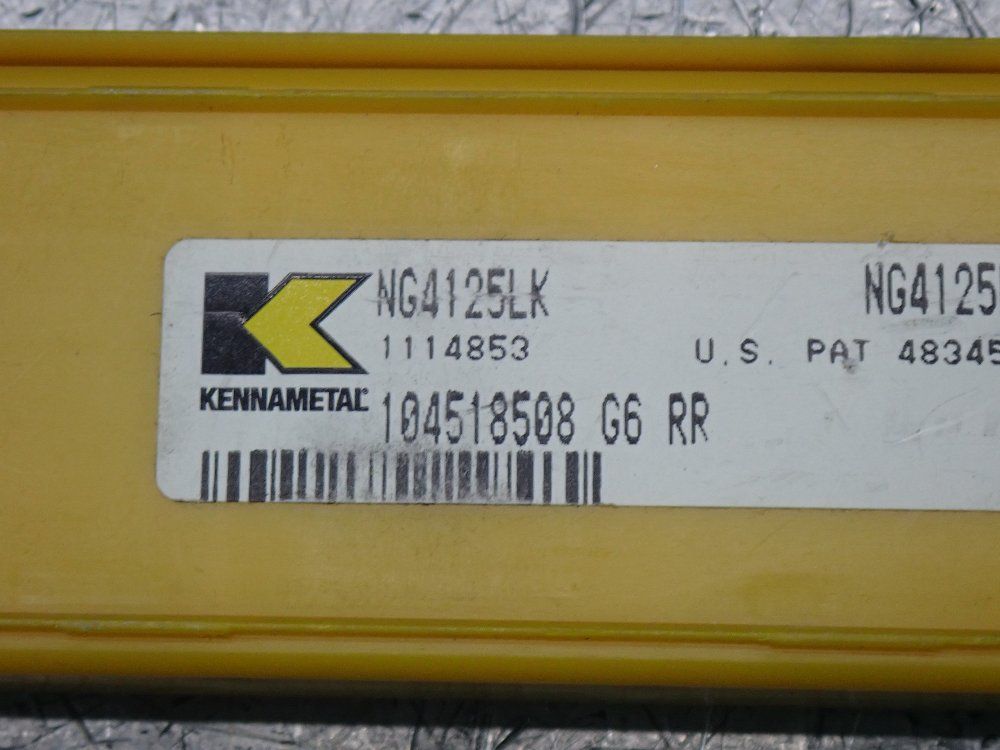 NG4125LK NG4125
1114853 U.S. PAT 48345
KENNAMETAL 104518508 G6 RR